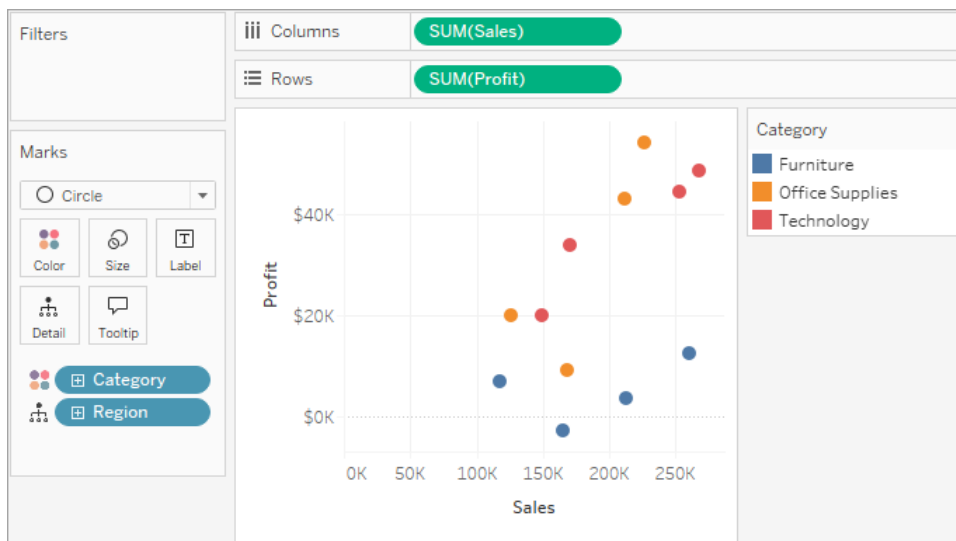 Filters
Columns
SUM(Sales)
Rows
SUM(Profit)
Marks
Circle
Color
Size
Label
Detail
Tooltip
Category
Region
Profit
$40K
$20K
$0K
0K 50K 100K 150K 200K 250K
Sales
Category
Furniture
Office Supplies
Technology